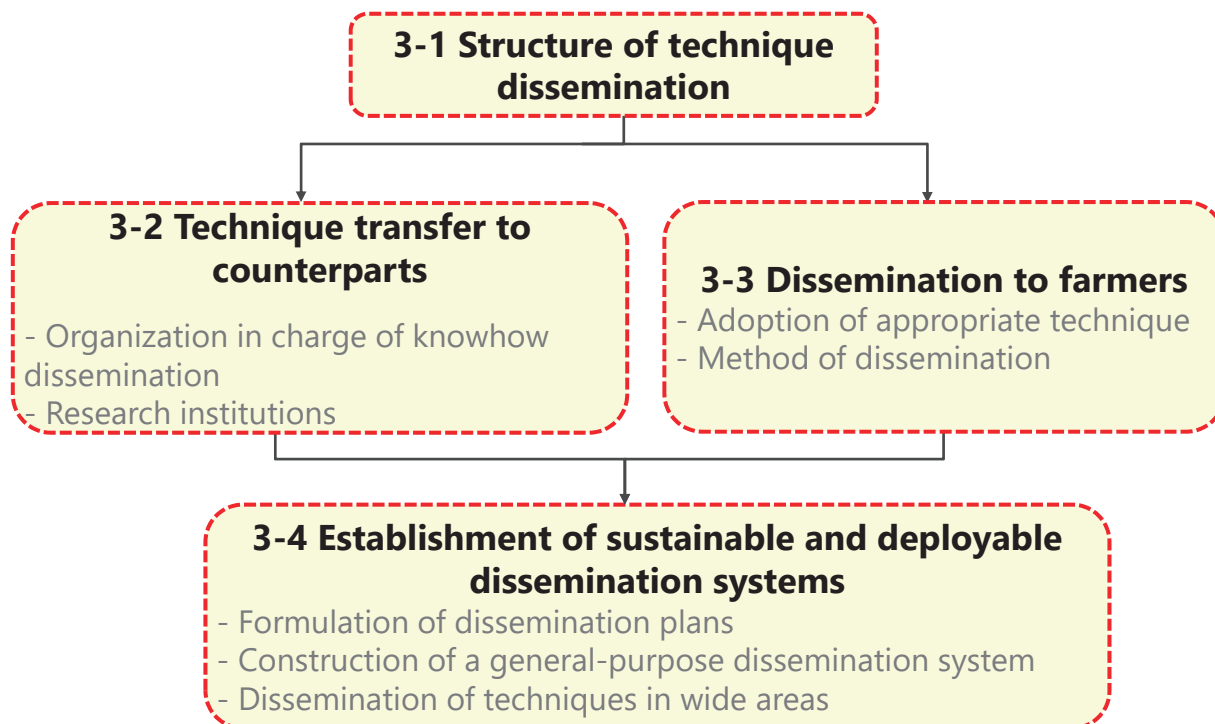 3-1 Structure of technique
dissemination
3-2 Technique transfer to
counterparts
- Organization in charge of knowhow
dissemination
- Research institutions
3-3 Dissemination to farmers
- Adoption of appropriate technique
- Method of dissemination
3-4 Establishment of sustainable and deployable
dissemination systems
- Formulation of dissemination plans
- Construction of a general-purpose dissemination system
- Dissemination of techniques in wide areas